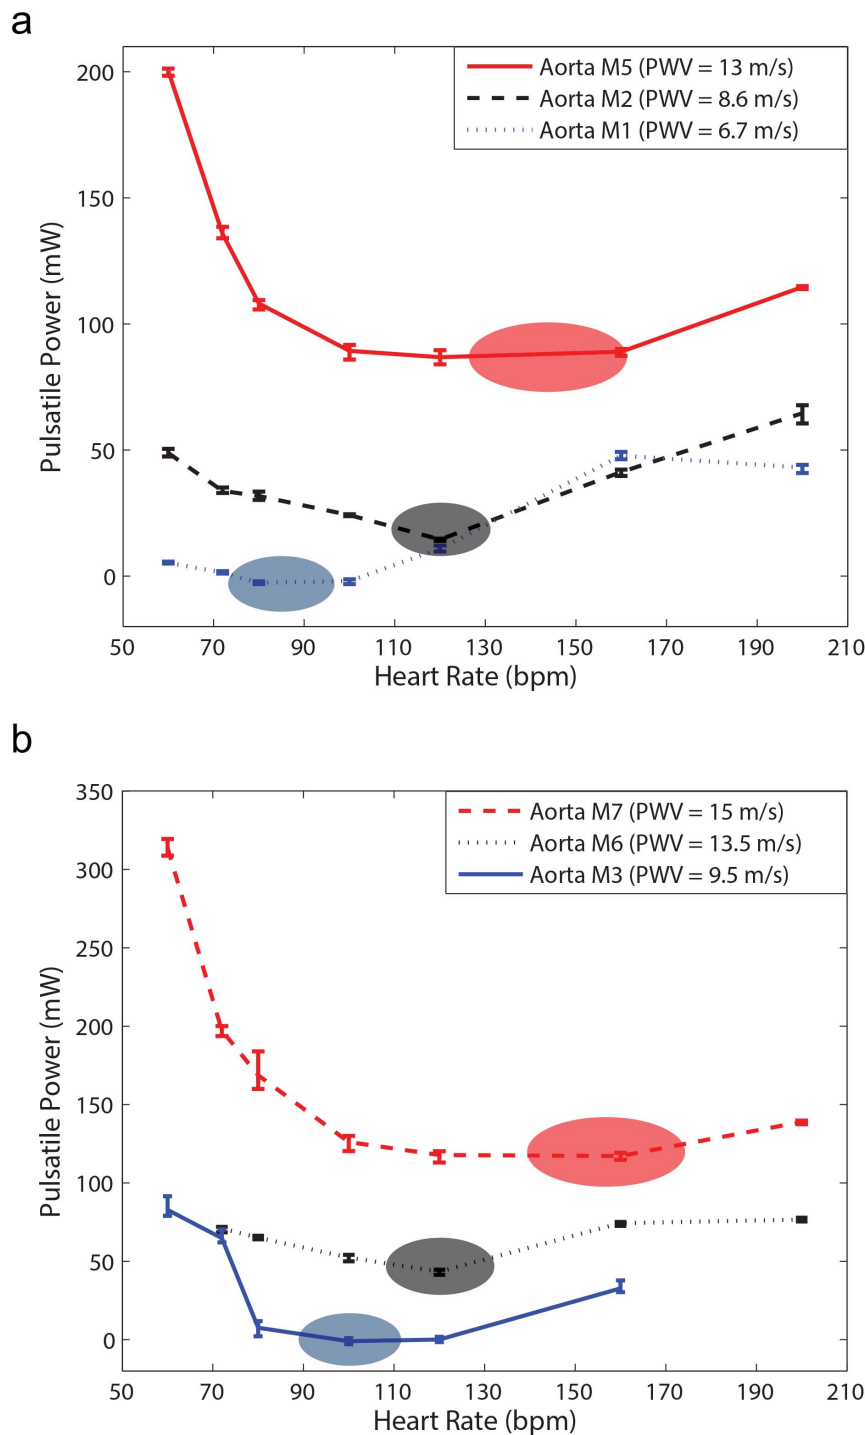 a
Aorta M5 (PWV = 13 m/s)
Aorta M2 (PWV = 8.6 m/s)
Aorta M1 (PWV = 6.7 m/s)
200
150
100
50
0
Pulsatile Power (mW)
50 70 90 110 130 150 170 190 210
Heart Rate (bpm)
b
Aorta M7 (PWV = 15 m/s)
Aorta M6 (PWV = 13.5 m/s)
Aorta M3 (PWV = 9.5 m/s)
350
300
250
200
150
100
50
0
Pulsatile Power (mW)
50 70 90 110 130 150 170 190 210
Heart Rate (bpm)